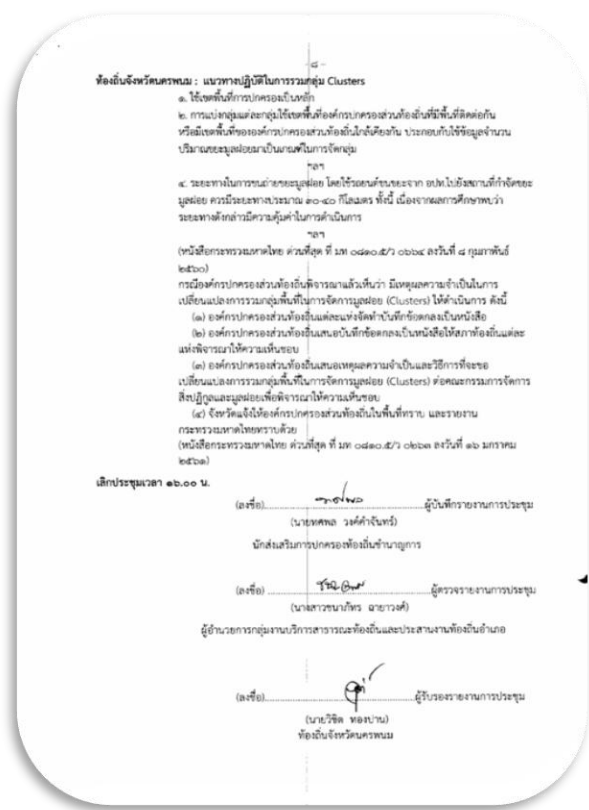 - ๘ -
ท้องถิ่นจังหวัดนครพนม : แนวทางปฏิบัติในการรวมกลุ่ม Clusters
๑. ใช้เขตพื้นที่การปกครองเป็นหลัก
๒. การแบ่งกลุ่มแต่ละกลุ่มใช้เขตพื้นที่องค์กรปกครองส่วนท้องถิ่นที่มีพื้นที่ติดต่อกัน
หรือมีเขตพื้นที่ขององค์กรปกครองส่วนท้องถิ่นใกล้เคียงกัน ประกอบกับใช้ข้อมูลจำนวน
ปริมาณขยะมูลฝอยมาเป็นเกณฑ์ในการจัดกลุ่ม
ฯลฯ
๔. ระยะทางในการขนถ่ายขยะมูลฝอย โดยใช้รถยนต์ขนขยะจาก อปท.ไปยังสถานที่กำจัดขยะ
มูลฝอย ควรมีระยะทางประมาณ ๓๐-๔๐ กิโลเมตร ทั้งนี้ เนื่องจากผลการศึกษาพบว่า
ระยะทางดังกล่าวมีความคุ้มค่าในการดำเนินการ
ฯลฯ
(หนังสือกระทรวงมหาดไทย ด่วนที่สุด ที่ มท ๐๘๑๐.๕/ว ๐๖๖๔ ลงวันที่ ๘ กุมภาพันธ์
๒๕๖๐)
กรณีองค์กรปกครองส่วนท้องถิ่นพิจารณาแล้วเห็นว่า มีเหตุผลความจำเป็นในการ
เปลี่ยนแปลงการรวมกลุ่มพื้นที่ในการจัดการมูลฝอย (Clusters) ให้ดำเนินการ ดังนี้
(๑) องค์กรปกครองส่วนท้องถิ่นแต่ละแห่งจัดทำบันทึกข้อตกลงเป็นหนังสือ
(๒) องค์กรปกครองส่วนท้องถิ่นเสนอบันทึกข้อตกลงเป็นหนังสือให้สภาท้องถิ่นแต่ละ
แห่งพิจารณาให้ความเห็นชอบ
(๓) องค์กรปกครองส่วนท้องถิ่นเสนอเหตุผลความจำเป็นและวิธีการที่จะขอ
เปลี่ยนแปลงการรวมกลุ่มพื้นที่ในการจัดการมูลฝอย (Clusters) ต่อคณะกรรมการจัดการ
สิ่งปฏิกูลและมูลฝอยเพื่อพิจารณาให้ความเห็นชอบ
(๔) จังหวัดแจ้งให้องค์กรปกครองส่วนท้องถิ่นในพื้นที่ทราบ และรายงาน
กระทรวงมหาดไทยทราบด้วย
(หนังสือกระทรวงมหาดไทย ด่วนที่สุด ที่ มท ๐๘๑๐.๕/ว ๐๒๖๓ ลงวันที่ ๑๖ มกราคม
๒๕๖๑)
เลิกประชุมเวลา ๑๖.๐๐ น.
(ลงชื่อ) ผู้บันทึกรายงานการประชุม
(นายทศพล วงค์คำจันทร์)
นักส่งเสริมการปกครองท้องถิ่นชำนาญการ
(ลงชื่อ) ผู้ตรวจรายงานการประชุม
(นางสาวชนาภัทร ฉายาวงศ์)
ผู้อำนวยการกลุ่มงานบริการสาธารณะท้องถิ่นและประสานงานท้องถิ่นอำเภอ
(ลงชื่อ) ผู้รับรองรายงานการประชุม
(นายวิชิต ทองปาน)
ท้องถิ่นจังหวัดนครพนม